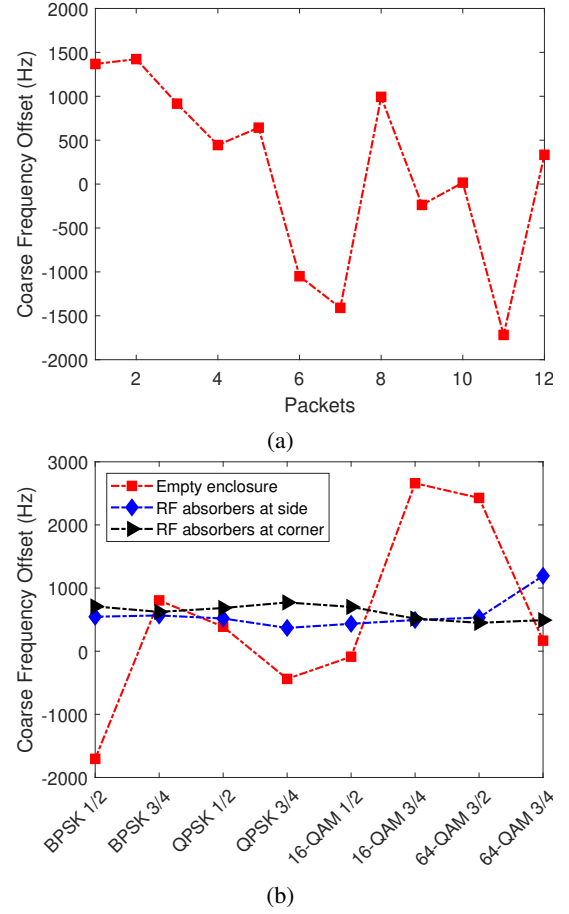 2000
1500
1000
500
0
-500
-1000
-1500
-2000
Coarse Frequency Offset (Hz)
2 4 6 8 10 12
Packets
(a)
3000
2000
1000
0
-1000
-2000
Coarse Frequency Offset (Hz)
Empty enclosure
RF absorbers at side
RF absorbers at corner
BPSK 1/2
BPSK 3/4
QPSK 1/2
QPSK 3/4
16-QAM 1/2
16-QAM 3/4
64-QAM 3/2
64-QAM 3/4
(b)